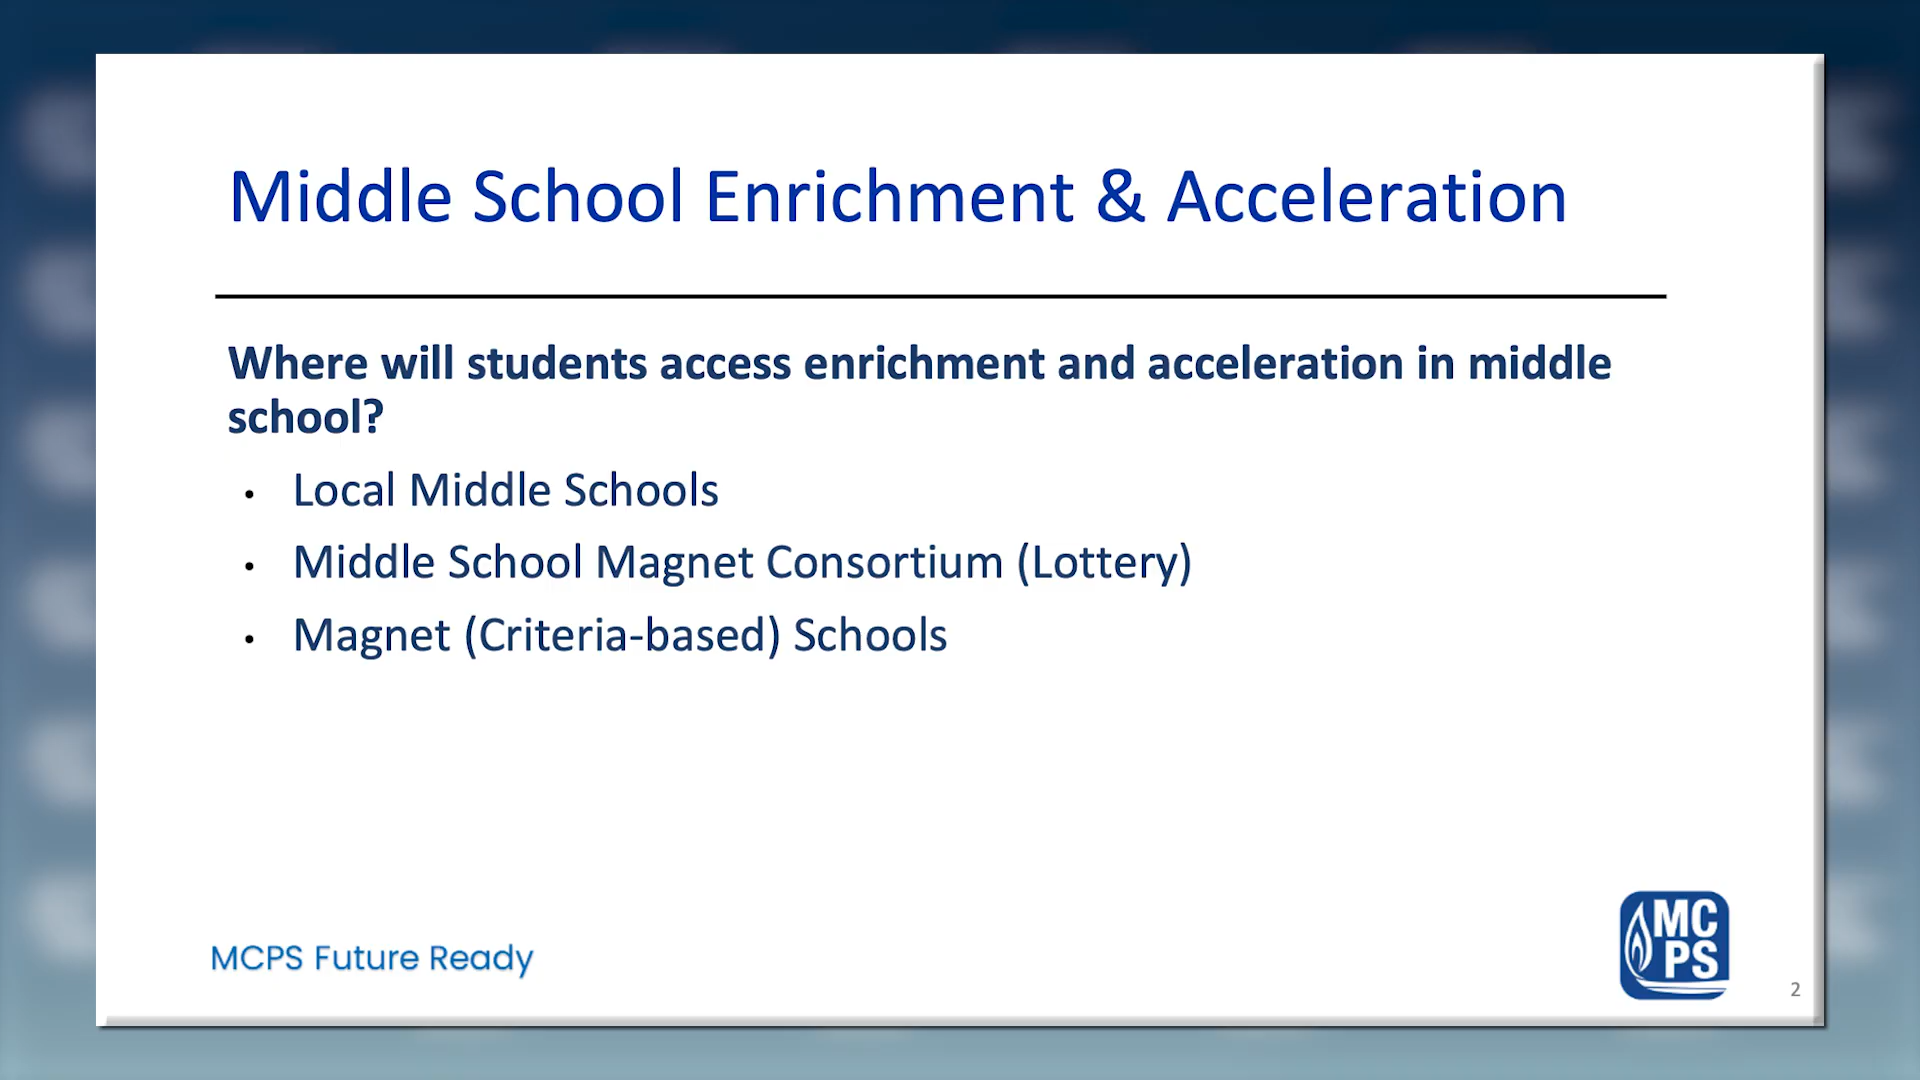 Middle School Enrichment & Acceleration
Where will students access enrichment and acceleration in middle
school?
• Local Middle Schools
• Middle School Magnet Consortium (Lottery)
• Magnet (Criteria-based) Schools
MCPS Future Ready
MC
PS
2